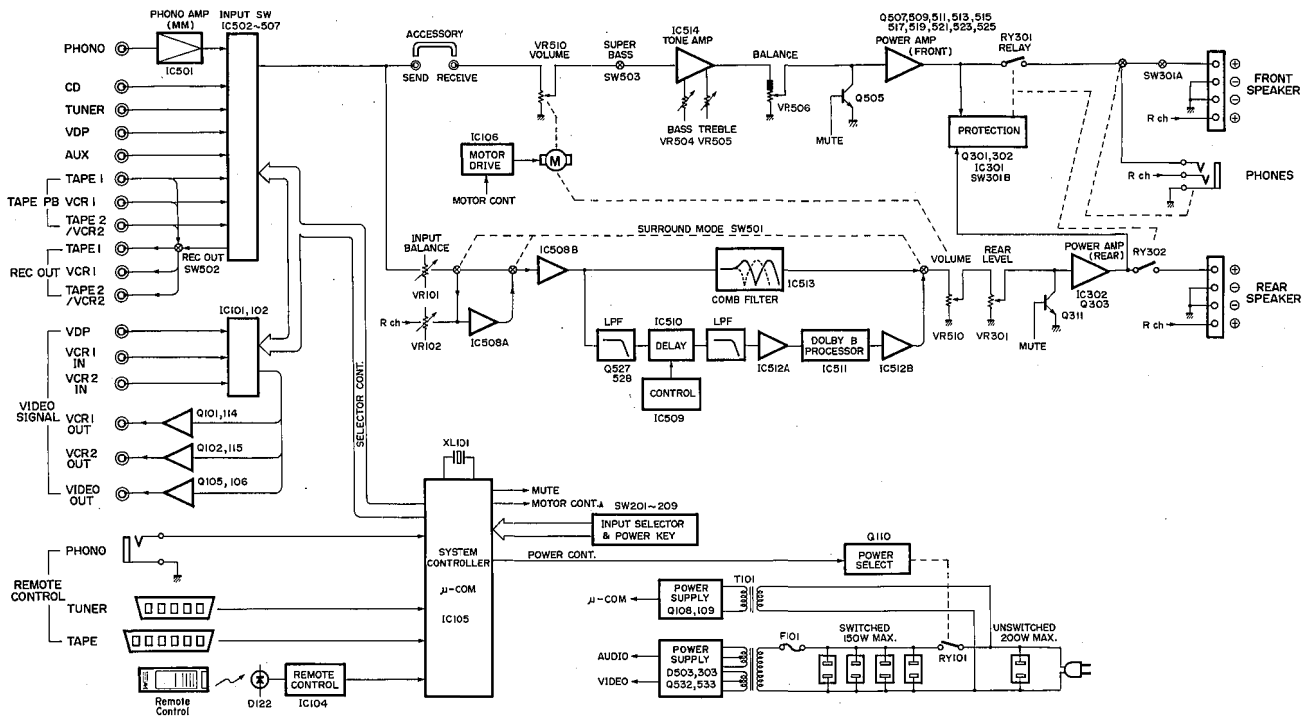 PHONO AMP
(MM)
INPUT SW
IC502~507
PHONO
IC501
CD
TUNER
VDP
AUX
TAPE 1
TAPE PB
VCR 1
TAPE 2
/VCR2
TAPE 1
REC OUT
SW502
REC OUT
VCR 1
TAPE 2
/VCR2
ACCESSORY
SEND
RECEIVE
VR510
VOLUME
SUPER
BASS
SW503
IC514
TONE AMP
BASS
VR504
TREBLE
VR505
BALANCE
VR506
Q505
MUTE
Q507,509,511,513,515
517,519,521,523,525
POWER AMP
(FRONT)
RY301
RELAY
SW301A
FRONT
SPEAKER
⊕
⊖
⊖
⊕
R ch
PROTECTION
Q301,302
IC301
SW301B
R ch
PHONES
IC106
MOTOR
DRIVE
MOTOR CONT
M
SURROUND MODE SW501
INPUT
BALANCE
VR101
R ch
VR102
IC508B
IC508A
COMB FILTER
IC513
LPF
Q527
528
IC510
DELAY
CONTROL
IC509
LPF
IC512A
DOLBY B
PROCESSOR
IC511
IC512B
VOLUME
VR510
REAR
LEVEL
VR301
MUTE
Q311
POWER AMP
(REAR)
IC302
Q303
RY302
REAR
SPEAKER
⊕
⊖
⊖
⊕
R ch
IC101,102
VDP
VCR 1
IN
VCR 2
IN
VIDEO
SIGNAL
VCR 1
OUT
Q101,114
VCR2
OUT
Q102,115
VIDEO
OUT
Q105,106
SELECTOR CONT.
XL101
SYSTEM
CONTROLLER
μ-COM
IC105
MUTE
MOTOR CONT.
SW201~209
INPUT SELECTOR
& POWER KEY
POWER CONT.
Q110
POWER
SELECT
PHONO
REMOTE
CONTROL
TUNER
TAPE
Remote
Control
D122
REMOTE
CONTROL
IC104
μ-COM
POWER
SUPPLY
Q108,109
T101
AUDIO
VIDEO
POWER
SUPPLY
D503,303
Q532,533
F101
SWITCHED
150W MAX.
RY101
UNSWITCHED
200W MAX.